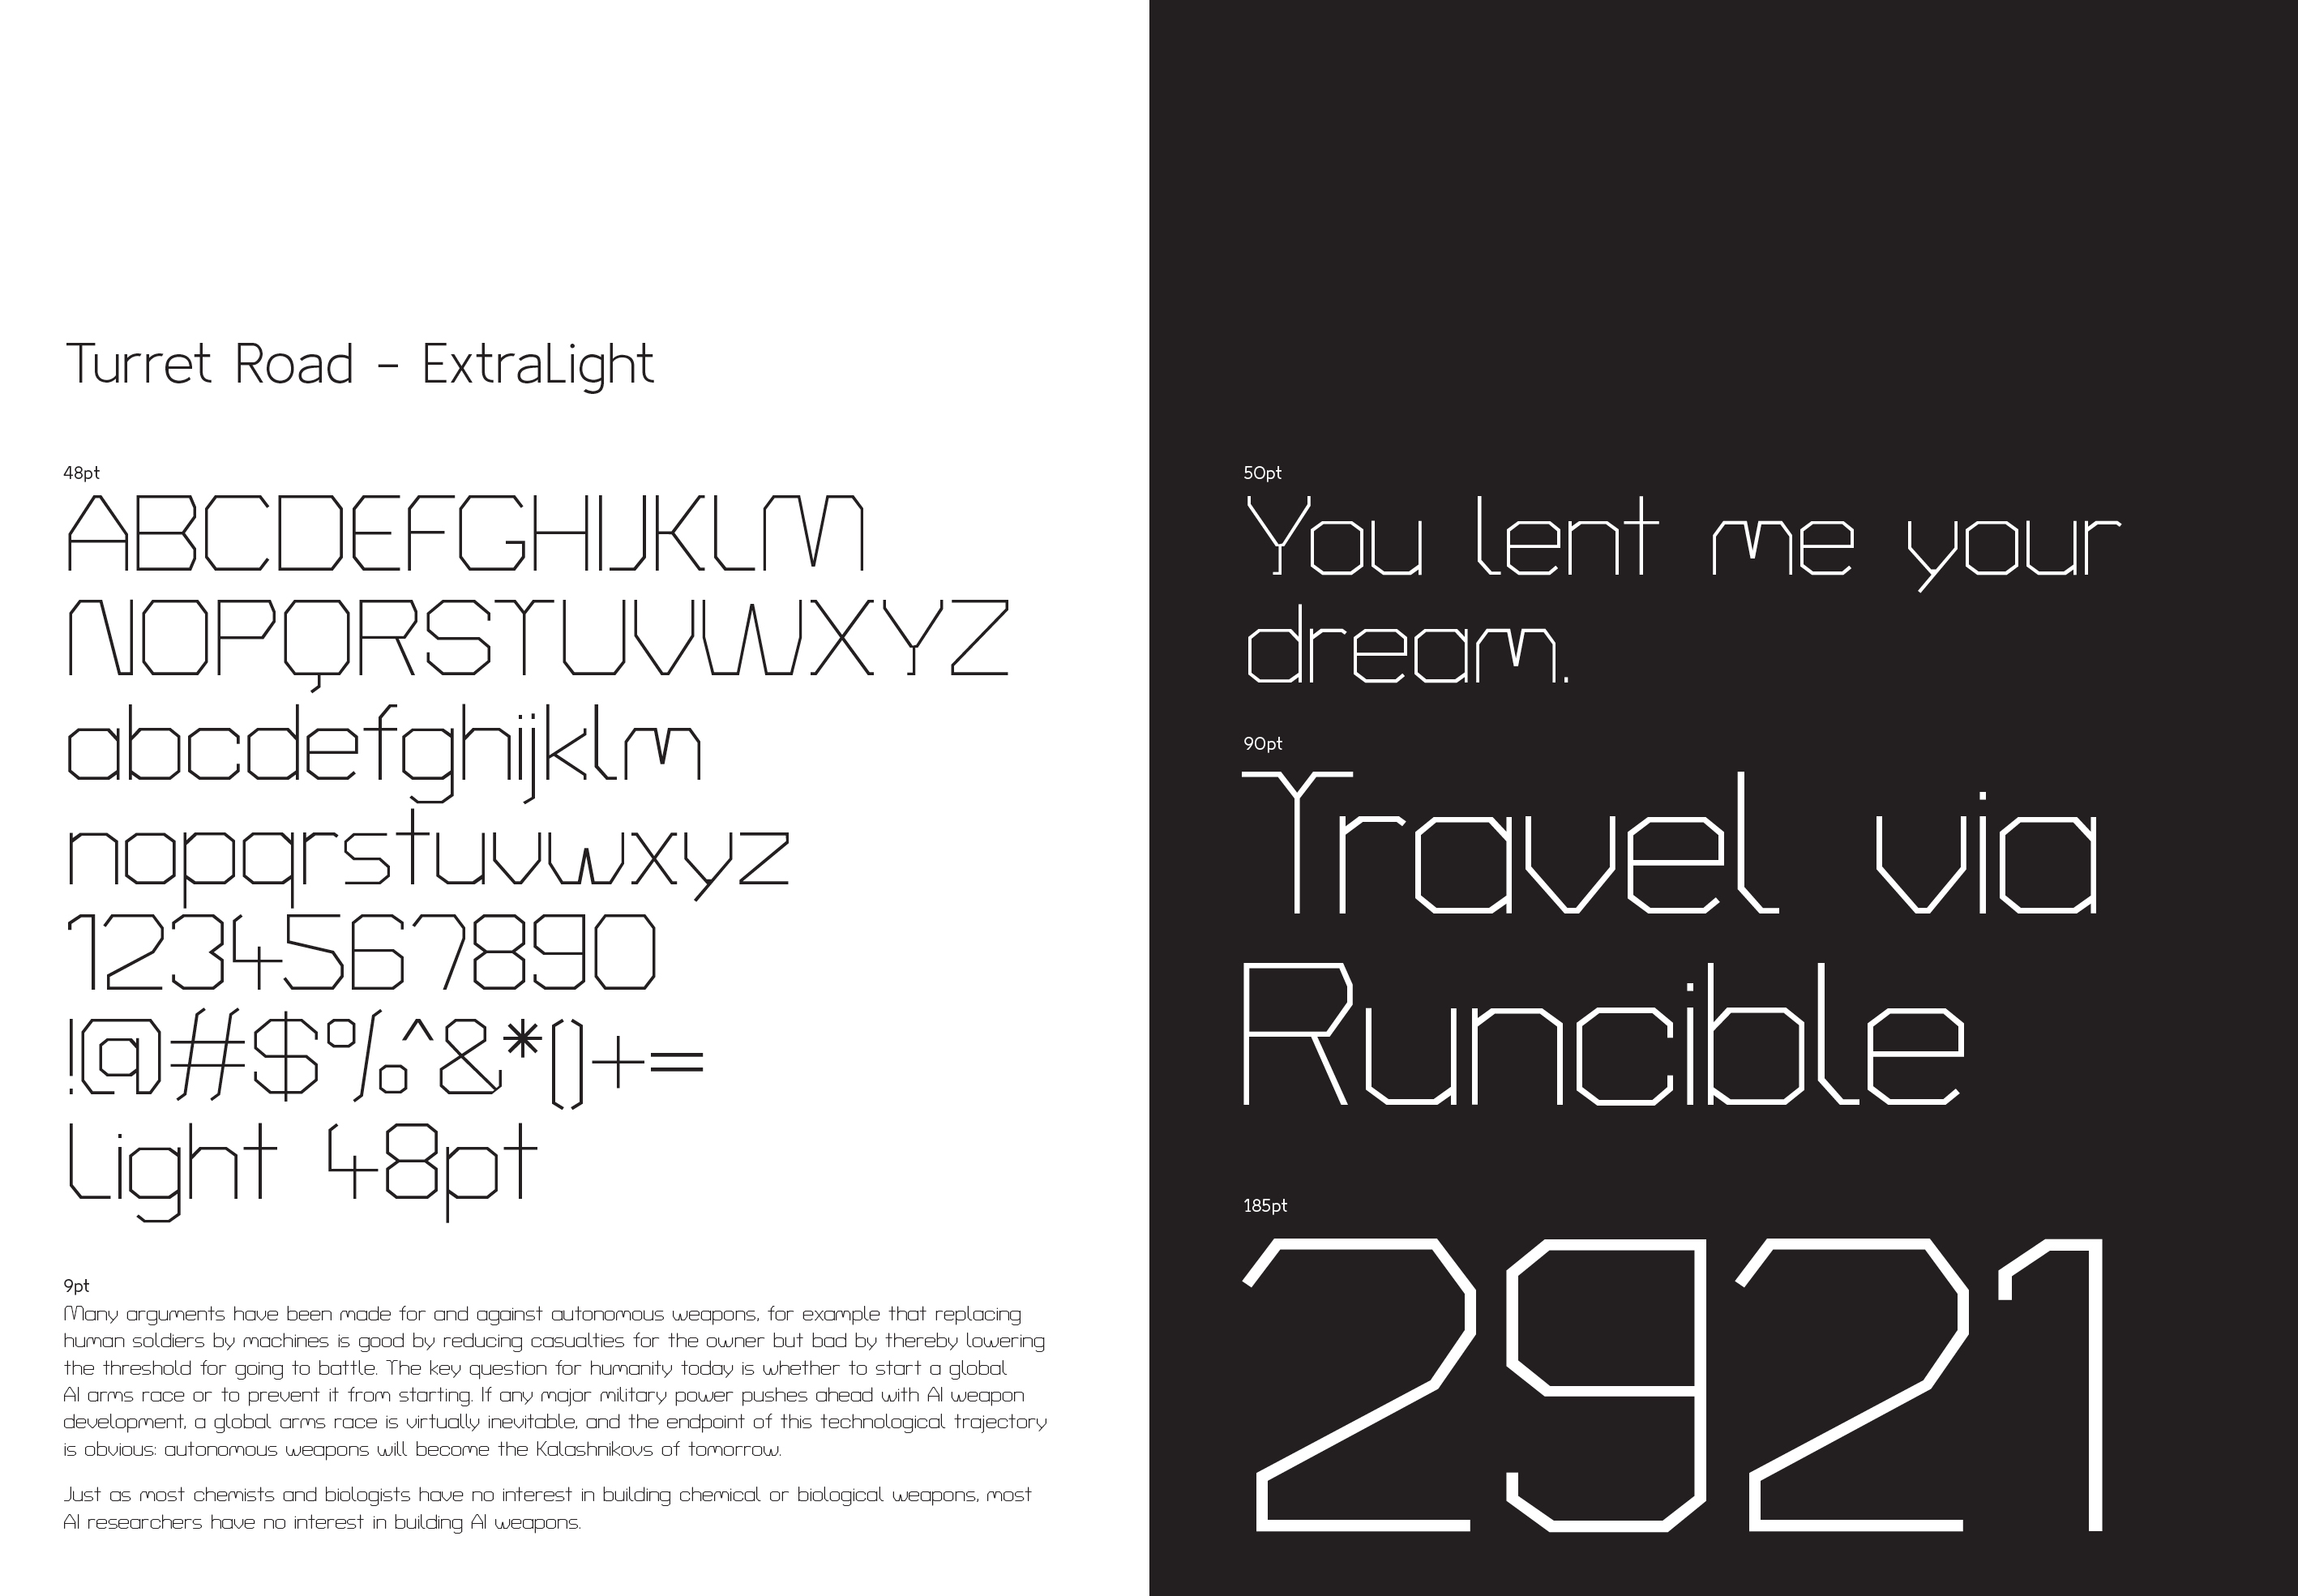 Turret Road - ExtraLight
48pt
ABCDEFGHIJKLM
NOPQRSTUVWXYZ
abcdefghijklm
nopqrstuvwxyz
1234567890
!@#$%^&*()+=
Light 48pt
9pt
Many arguments have been made for and against autonomous weapons, for example that replacing
human soldiers by machines is good by reducing casualties for the owner but bad by thereby lowering
the threshold for going to battle. The key question for humanity today is whether to start a global
AI arms race or to prevent it from starting. If any major military power pushes ahead with AI weapon
development, a global arms race is virtually inevitable, and the endpoint of this technological trajectory
is obvious: autonomous weapons will become the Kalashnikovs of tomorrow.
Just as most chemists and biologists have no interest in building chemical or biological weapons, most
AI researchers have no interest in building AI weapons.
50pt
You lent me your
dream.
90pt
Travel via
Runcible
185pt
2921